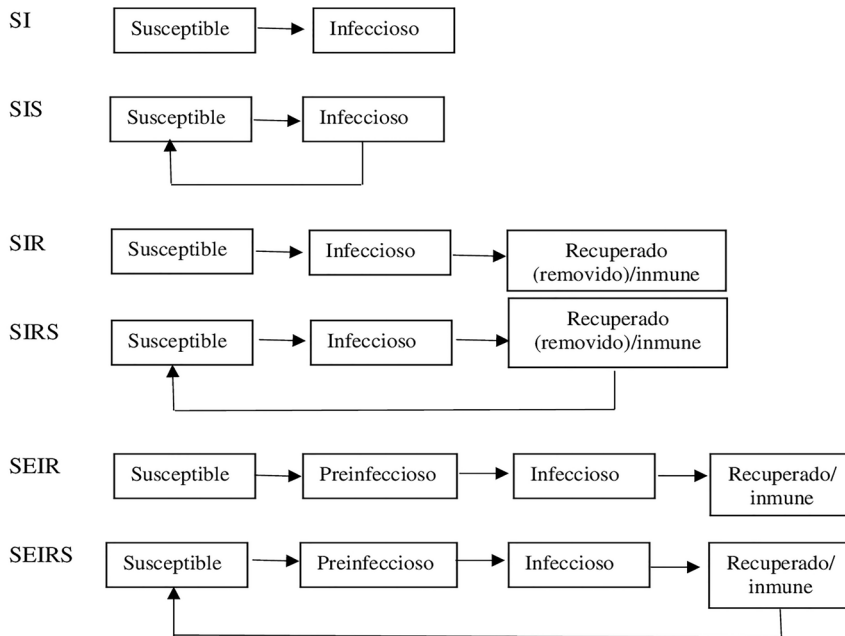 SI
Susceptible
Infeccioso
SIS
Susceptible
Infeccioso
SIR
Susceptible
Infeccioso
Recuperado
(removido)/inmune
SIRS
Susceptible
Infeccioso
Recuperado
(removido)/inmune
SEIR
Susceptible
Preinfeccioso
Infeccioso
Recuperado/
inmune
SEIRS
Susceptible
Preinfeccioso
Infeccioso
Recuperado/
inmune